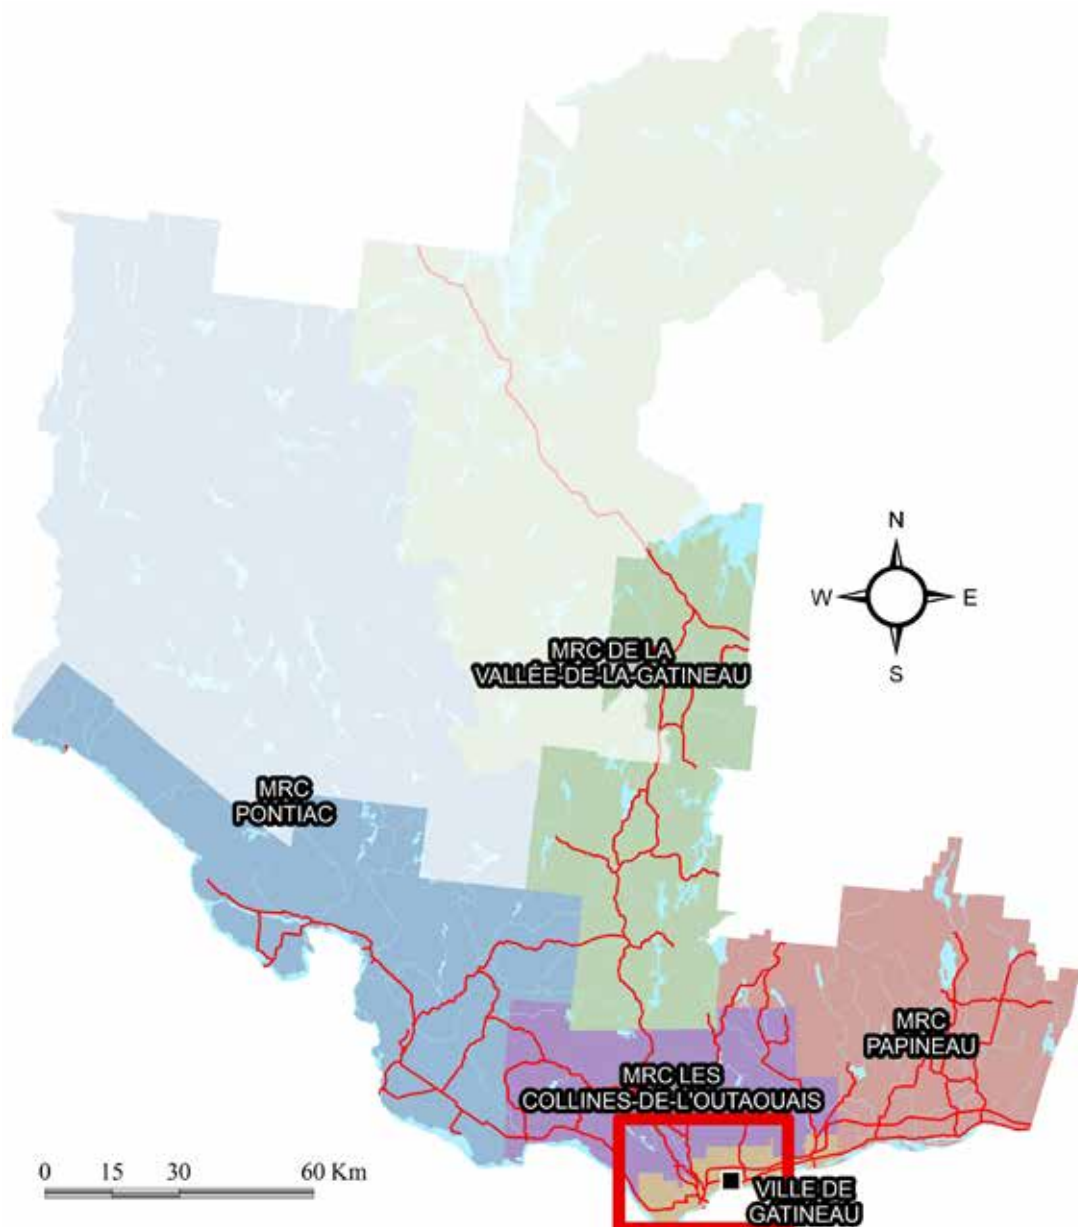 N
W E
S
MRC DE LA
VALLÉE-DE-LA-GATINEAU
MRC
PONTIAC
MRC
PAPINEAU
MRC LES
COLLINES-DE-L'OUTAOUAIS
0 15 30 60 Km
VILLE DE
GATINEAU